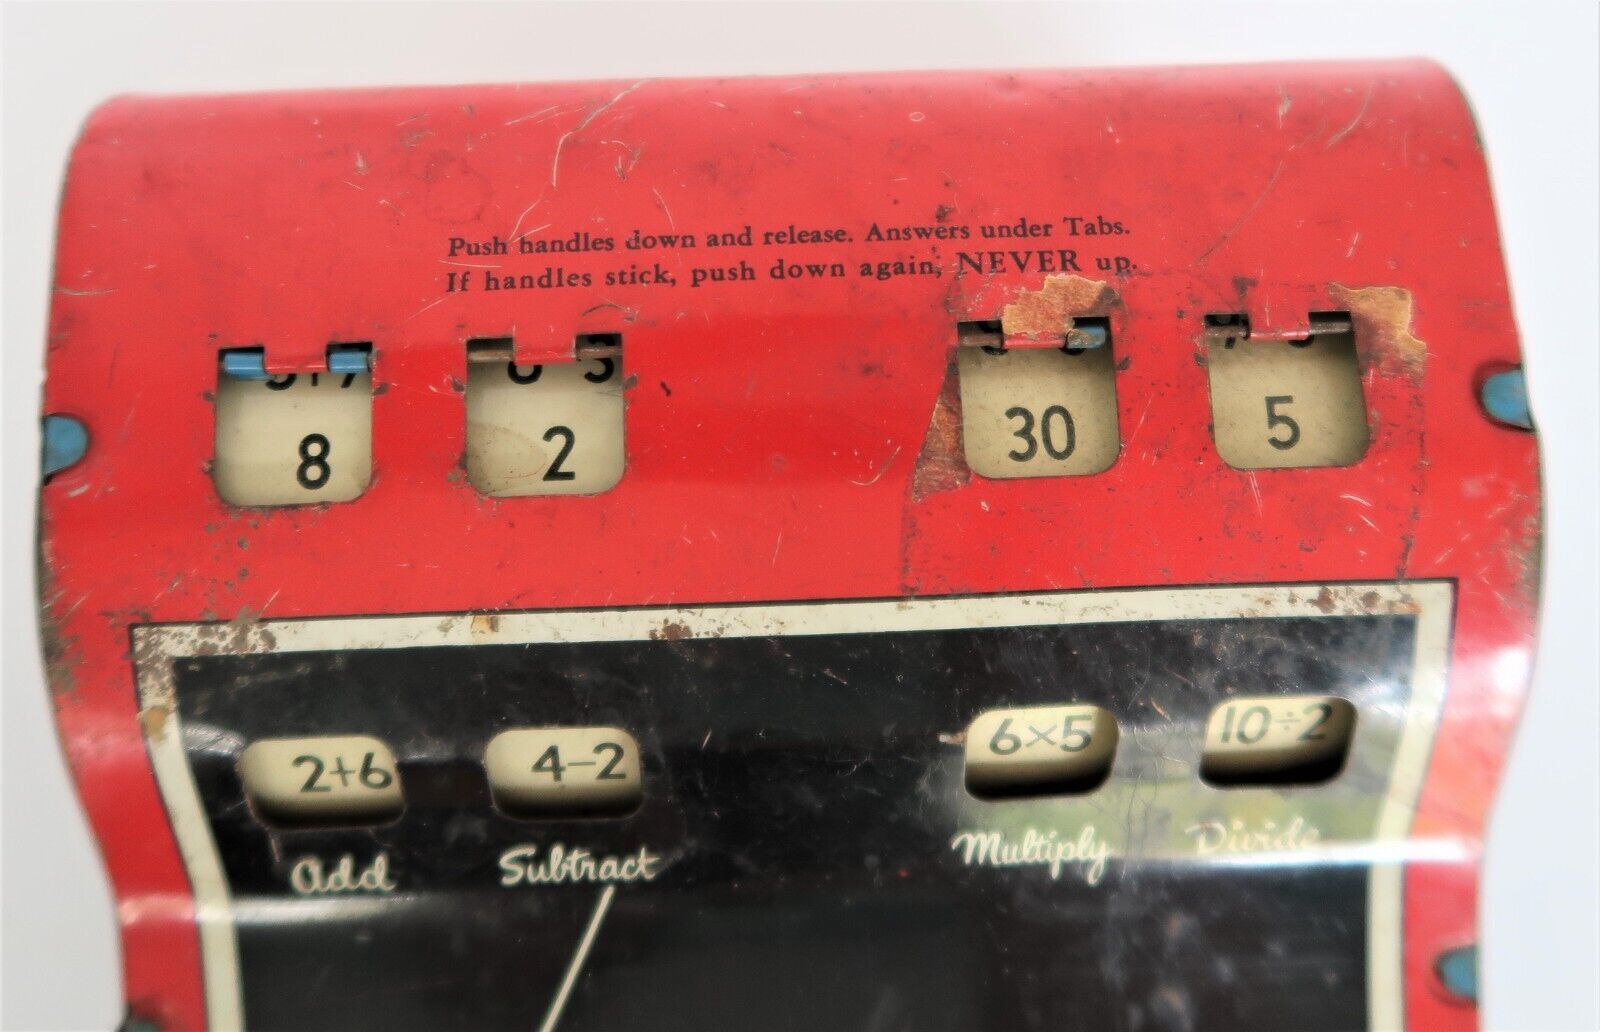 Push handles down and release. Answers under Tabs.
If handles stick, push down again, NEVER up.
8 2 30 5
2+6 4−2 6×5 10÷2
Add Subtract Multiply Divide